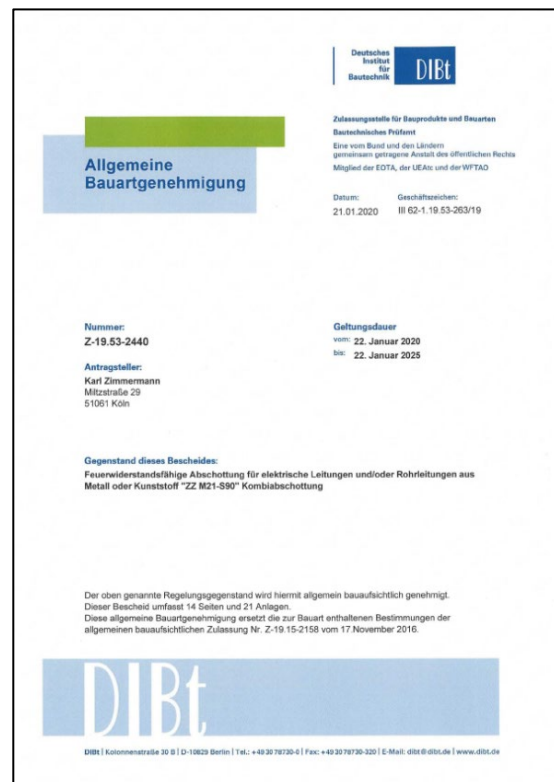 Deutsches
Institut
für
Bautechnik
DIBt
Zulassungsstelle für Bauprodukte und Bauarten
Bautechnisches Prüfamt
Eine vom Bund und den Ländern
gemeinsam getragene Anstalt des öffentlichen Rechts
Mitglied der EOTA, der UEAtc und der WFTAO
Allgemeine
Bauartgenehmigung
Datum: Geschäftszeichen:
21.01.2020 III 62-1.19.53-263/19
Nummer:
Z-19.53-2440
Geltungsdauer
vom: 22. Januar 2020
bis: 22. Januar 2025
Antragsteller:
Karl Zimmermann
Miltzstraße 29
51061 Köln
Gegenstand dieses Bescheides:
Feuerwiderstandsfähige Abschottung für elektrische Leitungen und/oder Rohrleitungen aus
Metall oder Kunststoff "ZZ M21-S90" Kombiabschottung
Der oben genannte Regelungsgegenstand wird hiermit allgemein bauaufsichtlich genehmigt.
Dieser Bescheid umfasst 14 Seiten und 21 Anlagen.
Diese allgemeine Bauartgenehmigung ersetzt die zur Bauart enthaltenen Bestimmungen der
allgemeinen bauaufsichtlichen Zulassung Nr. Z-19.15-2158 vom 17.November 2016.
DIBt
DIBt | Kolonnenstraße 30 B | D-10829 Berlin | Tel.: +49 30 78730-0 | Fax: +49 30 78730-320 | E-Mail: dibt@dibt.de | www.dibt.de